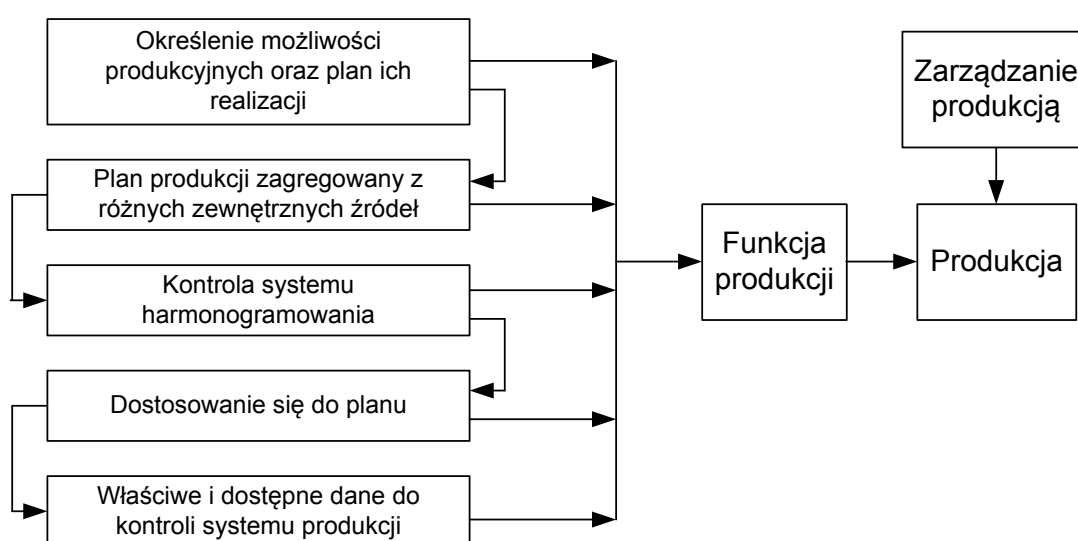 Określenie możliwości
produkcyjnych oraz plan ich
realizacji
Plan produkcji zagregowany z
różnych zewnętrznych źródeł
Kontrola systemu
harmonogramowania
Dostosowanie się do planu
Właściwe i dostępne dane do
kontroli systemu produkcji
Funkcja
produkcji
Zarządzanie
produkcją
Produkcja